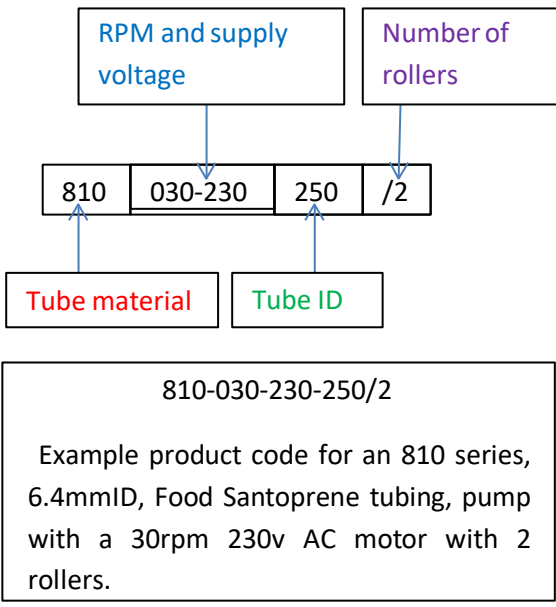 RPM and supply
voltage
Number of
rollers
810 030-230 250 /2
Tube material
Tube ID
810-030-230-250/2
Example product code for an 810 series,
6.4mmID, Food Santoprene tubing, pump
with a 30rpm 230v AC motor with 2
rollers.